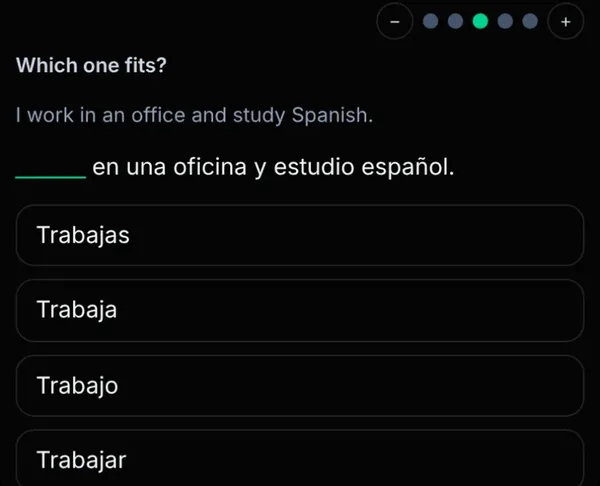 − +
Which one fits?
I work in an office and study Spanish.
______ en una oficina y estudio español.
Trabajas
Trabaja
Trabajo
Trabajar